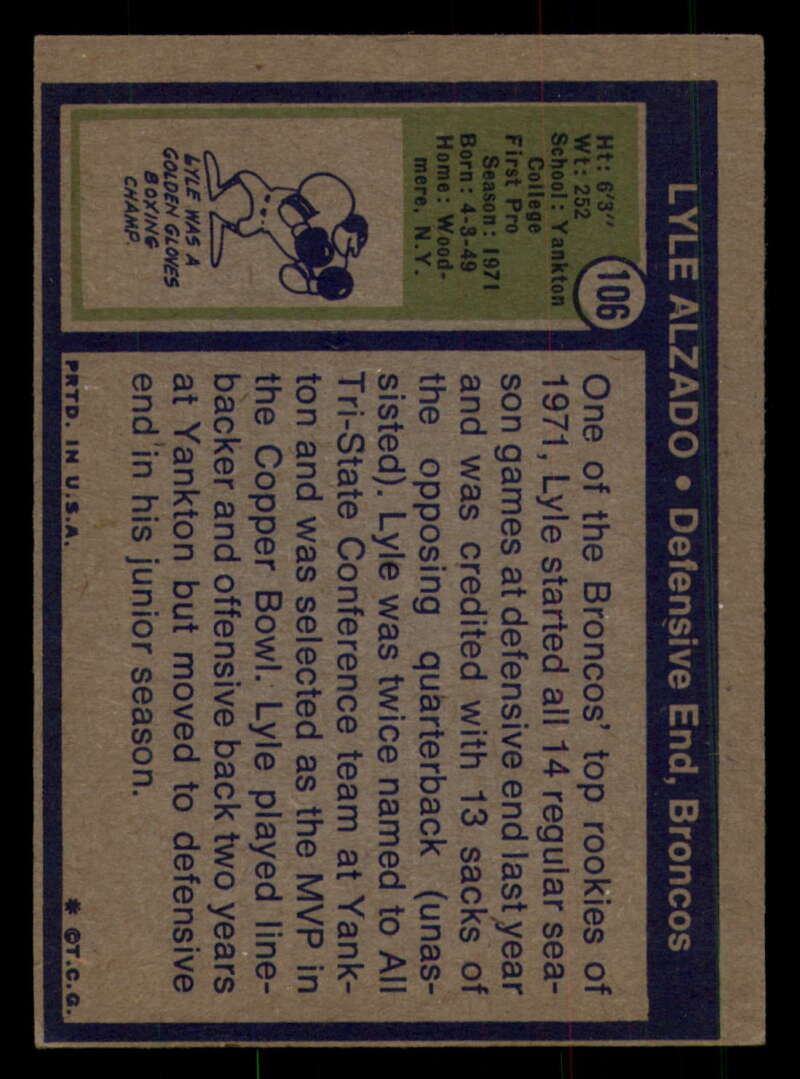 LYLE ALZADO • Defensive End, Broncos
106
Ht: 6'3"
Wt: 252
School: Yankton
College
First Pro
Season: 1971
Born: 4-3-49
Home: Wood-
mere, N.Y.
LYLE WAS A
GOLDEN GLOVES
BOXING
CHAMP.
One of the Broncos' top rookies of
1971, Lyle started all 14 regular sea-
son games at defensive end last year
and was credited with 13 sacks of
the opposing quarterback (unas-
sisted). Lyle was twice named to All
Tri-State Conference team at Yank-
ton and was selected as the MVP in
the Copper Bowl. Lyle played line-
backer and offensive back two years
at Yankton but moved to defensive
end in his junior season.
PRTD. IN U.S.A.
* ©T.C.G.